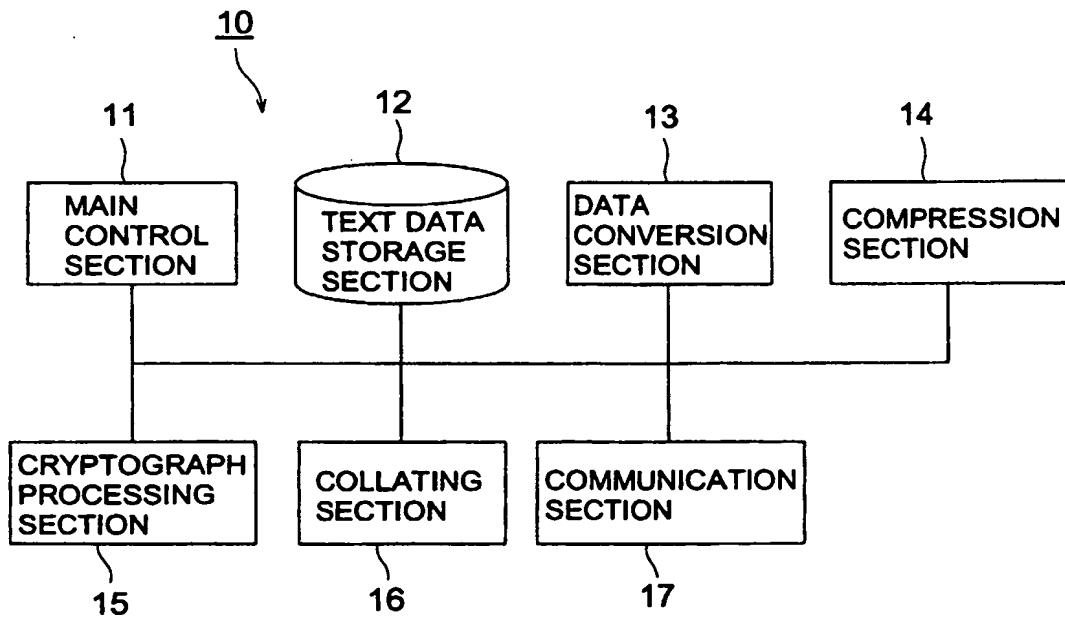 10
11
12
13
14
MAIN
CONTROL
SECTION
TEXT DATA
STORAGE
SECTION
DATA
CONVERSION
SECTION
COMPRESSION
SECTION
CRYPTOGRAPH
PROCESSING
SECTION
COLLATING
SECTION
COMMUNICATION
SECTION
15
16
17